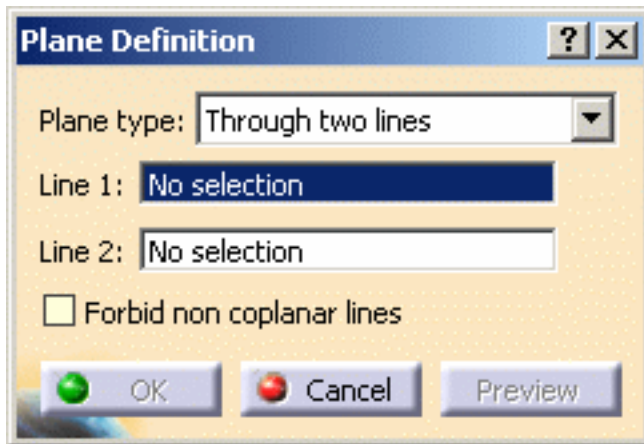 Plane Definition ? X
Plane type: Through two lines
Line 1: No selection
Line 2: No selection
Forbid non coplanar lines
OK Cancel Preview